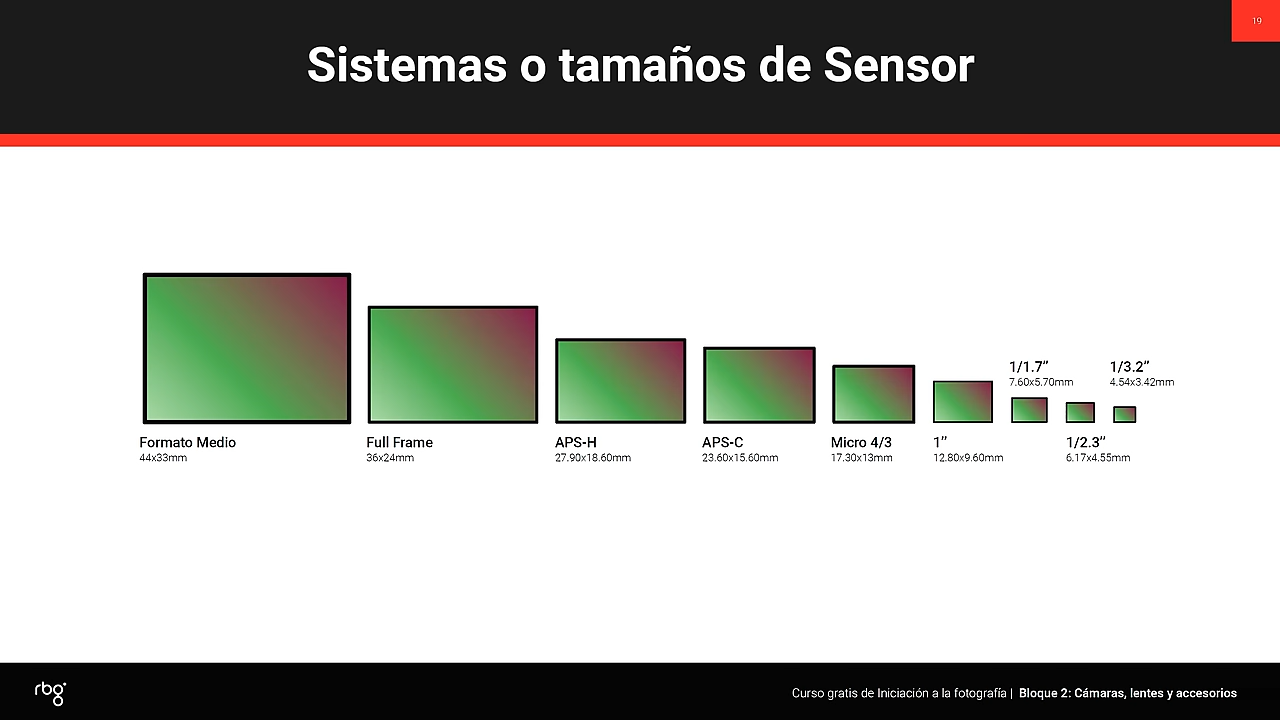 19
Sistemas o tamaños de Sensor
Formato Medio
44x33mm
Full Frame
36x24mm
APS-H
27.90x18.60mm
APS-C
23.60x15.60mm
Micro 4/3
17.30x13mm
1”
12.80x9.60mm
1/1.7”
7.60x5.70mm
1/2.3”
6.17x4.55mm
1/3.2”
4.54x3.42mm
rbg
Curso gratis de Iniciación a la fotografía | Bloque 2: Cámaras, lentes y accesorios